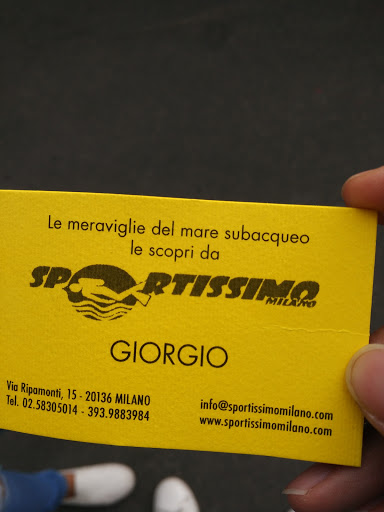 Le meraviglie del mare subacqueo
le scopri da
SPORTISSIMO
MILANO
GIORGIO
Via Ripamonti, 15 - 20136 MILANO
Tel. 02.58305014 - 393.9883984
info@sportissimomilano.com
www.sportissimomilano.com